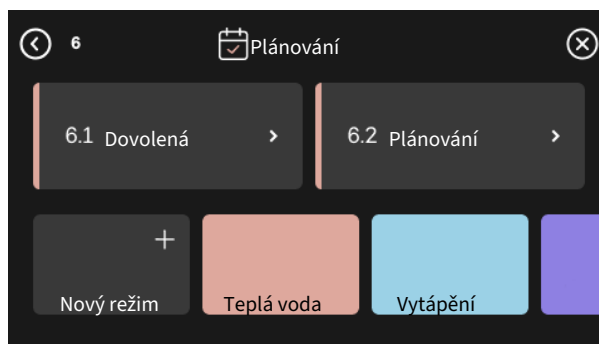 6 Plánování
6.1 Dovolená 6.2 Plánování
Nový režim Teplá voda Vytápění